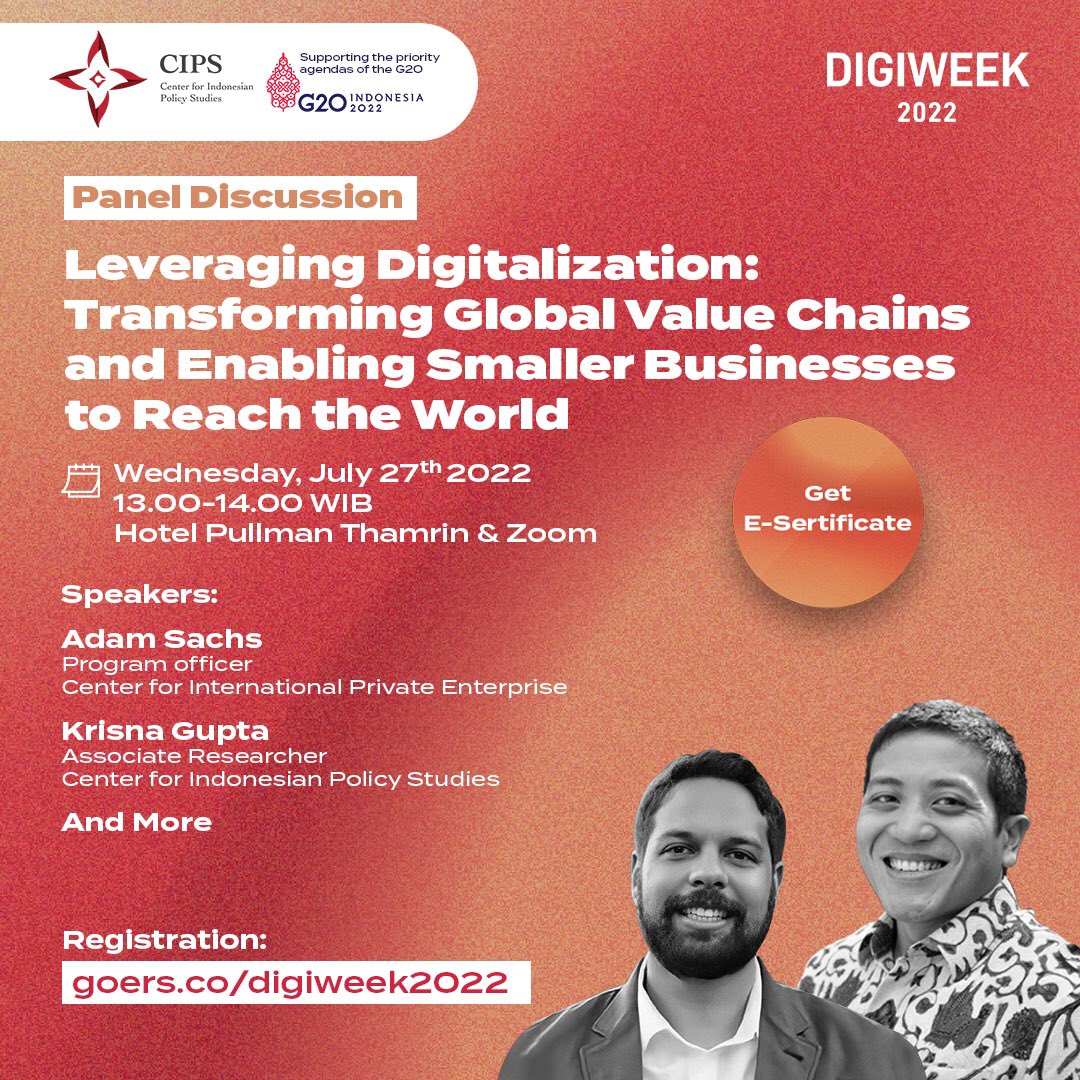 CIPS
Center for Indonesian
Policy Studies
Supporting the priority
agendas of the G20
G20 INDONESIA
2022
DIGIWEEK
2022
Panel Discussion
Leveraging Digitalization:
Transforming Global Value Chains
and Enabling Smaller Businesses
to Reach the World
Wednesday, July 27th 2022
13.00-14.00 WIB
Hotel Pullman Thamrin & Zoom
Get
E-Sertificate
Speakers:
Adam Sachs
Program officer
Center for International Private Enterprise
Krisna Gupta
Associate Researcher
Center for Indonesian Policy Studies
And More
Registration:
goers.co/digiweek2022